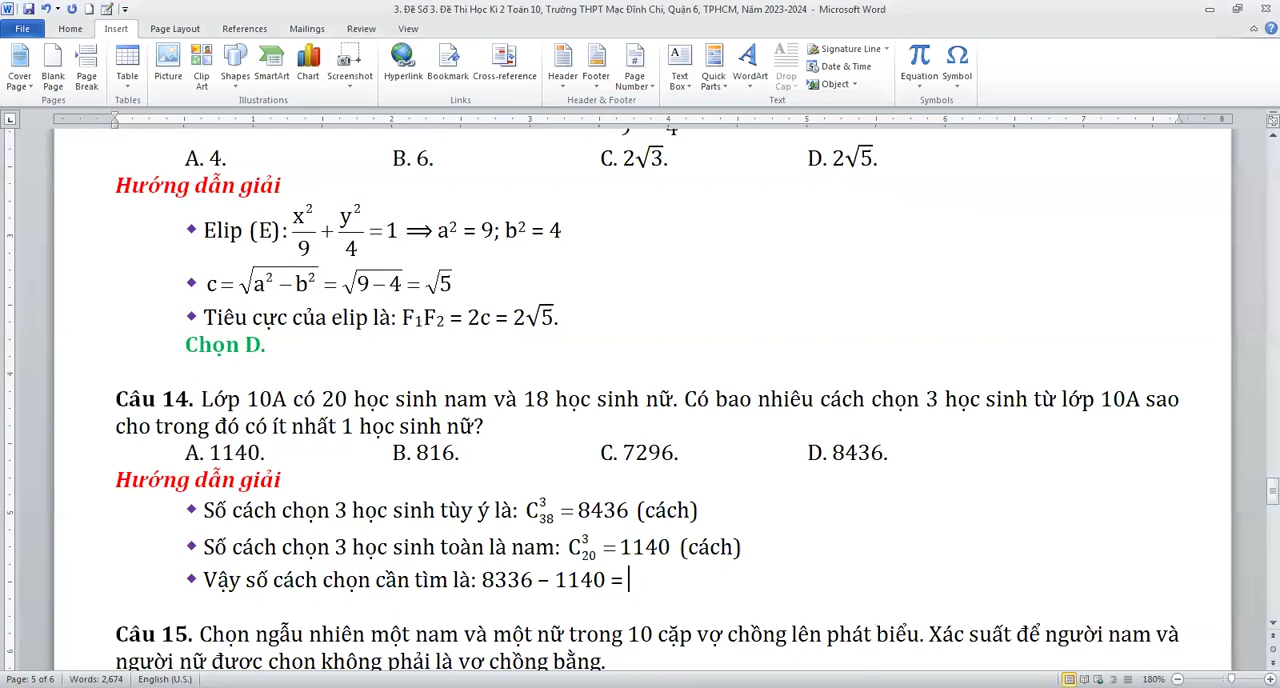 3. Đề Số 3. Đề Thi Học Kì 2 Toán 10, Trường THPT Mạc Đĩnh Chi, Quận 6, TPHCM, Năm 2023-2024 - Microsoft Word
File Home Insert Page Layout References Mailings Review View
Cover Page Blank Page Page Break Table Picture Clip Art Shapes SmartArt Chart Screenshot Hyperlink Bookmark Cross-reference Header Footer Page Number Text Box Quick Parts WordArt Drop Cap Signature Line Date & Time Object Equation Symbol
Pages Tables Illustrations Links Header & Footer Text Symbols
1 2 3 4 5 6 7 8
A. 4. B. 6. C. 2√3. D. 2√5.
Hướng dẫn giải
Elip (E): x²/9 + y²/4 = 1 ⟹ a² = 9; b² = 4
c = √(a² − b²) = √(9 − 4) = √5
Tiêu cực của elip là: F₁F₂ = 2c = 2√5.
Chọn D.
Câu 14. Lớp 10A có 20 học sinh nam và 18 học sinh nữ. Có bao nhiêu cách chọn 3 học sinh từ lớp 10A sao
cho trong đó có ít nhất 1 học sinh nữ?
A. 1140. B. 816. C. 7296. D. 8436.
Hướng dẫn giải
Số cách chọn 3 học sinh tùy ý là: C³₃₈ = 8436 (cách)
Số cách chọn 3 học sinh toàn là nam: C³₂₀ = 1140 (cách)
Vậy số cách chọn cần tìm là: 8336 – 1140 =
Câu 15. Chọn ngẫu nhiên một nam và một nữ trong 10 cặp vợ chồng lên phát biểu. Xác suất để người nam và
người nữ được chọn không phải là vợ chồng bằng.
Page: 5 of 6 Words: 2,674 English (U.S.) 180%